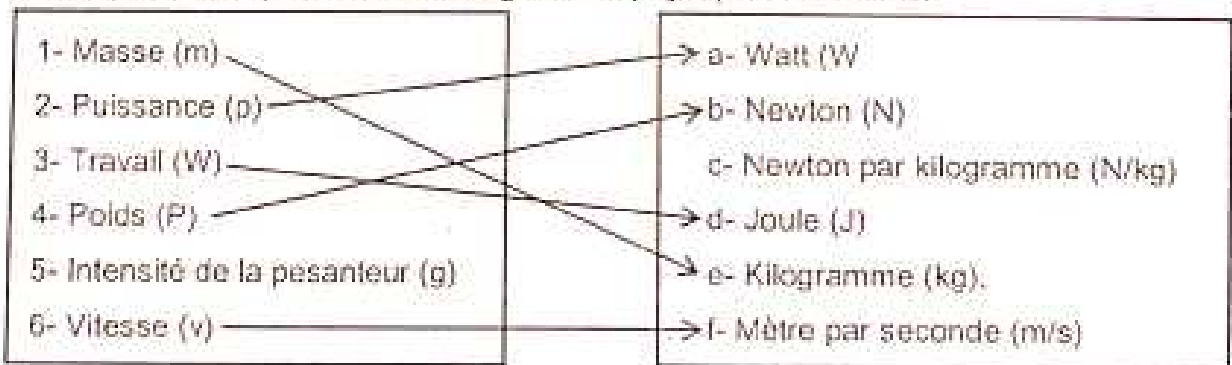 1- Masse (m)
2- Puissance (p)
3- Travail (W)
4- Poids (P)
5- Intensité de la pesanteur (g)
6- Vitesse (v)
a- Watt (W
b- Newton (N)
c- Newton par kilogramme (N/kg)
d- Joule (J)
e- Kilogramme (kg).
f- Mètre par seconde (m/s)